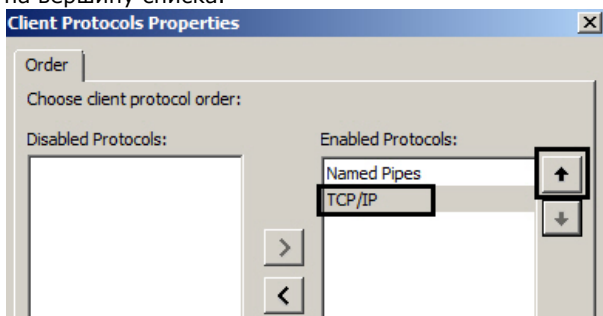 на вершину списка.
Client Protocols Properties
Order
Choose client protocol order:
Disabled Protocols:
Enabled Protocols:
Named Pipes
TCP/IP